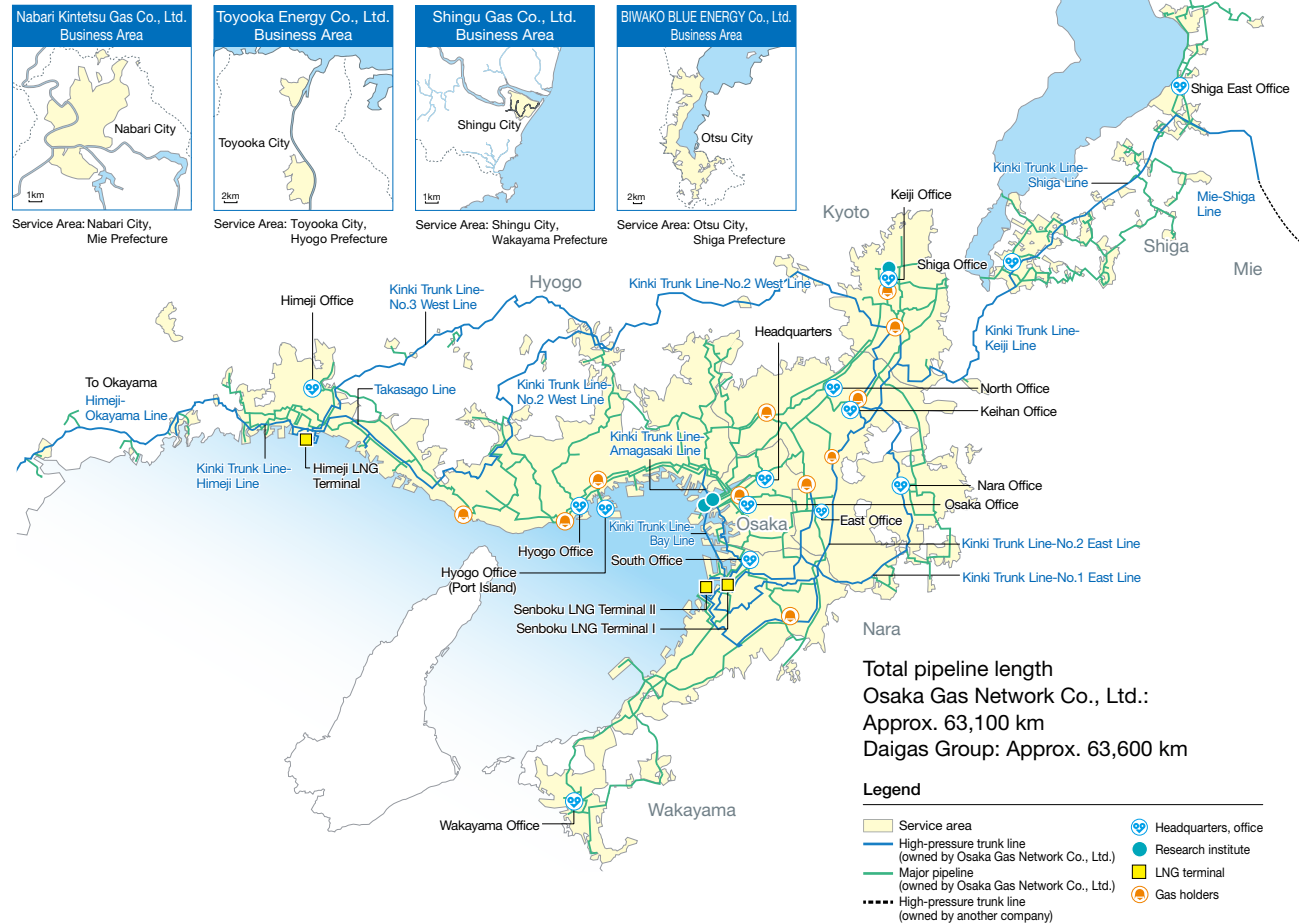 Nabari Kintetsu Gas Co., Ltd.
Business Area
Nabari City
1km
Service Area: Nabari City,
Mie Prefecture
Toyooka Energy Co., Ltd.
Business Area
Toyooka City
2km
Service Area: Toyooka City,
Hyogo Prefecture
Shingu Gas Co., Ltd.
Business Area
Shingu City
1km
Service Area: Shingu City,
Wakayama Prefecture
BIWAKO BLUE ENERGY Co., Ltd.
Business Area
Otsu City
2km
Service Area: Otsu City,
Shiga Prefecture
Shiga East Office
Kinki Trunk Line-
Shiga Line
Mie-Shiga
Line
Keiji Office
Kyoto
Shiga
Shiga Office
Mie
Hyogo
Kinki Trunk Line-No.2 West Line
Kinki Trunk Line-
No.3 West Line
Himeji Office
Headquarters
Kinki Trunk Line-
Keiji Line
To Okayama
Himeji-
Okayama Line
Takasago Line
Kinki Trunk Line-
No.2 West Line
North Office
Keihan Office
Kinki Trunk Line-
Amagasaki Line
Kinki Trunk Line-
Himeji Line
Himeji LNG
Terminal
Nara Office
Osaka Office
East Office
Osaka
Kinki Trunk Line-
Bay Line
Kinki Trunk Line-No.2 East Line
Hyogo Office
South Office
Hyogo Office
(Port Island)
Kinki Trunk Line-No.1 East Line
Senboku LNG Terminal II
Senboku LNG Terminal I
Nara
Wakayama
Wakayama Office
Total pipeline length
Osaka Gas Network Co., Ltd.:
Approx. 63,100 km
Daigas Group: Approx. 63,600 km
Legend
Service area
High-pressure trunk line
(owned by Osaka Gas Network Co., Ltd.)
Major pipeline
(owned by Osaka Gas Network Co., Ltd.)
High-pressure trunk line
(owned by another company)
Headquarters, office
Research institute
LNG terminal
Gas holders